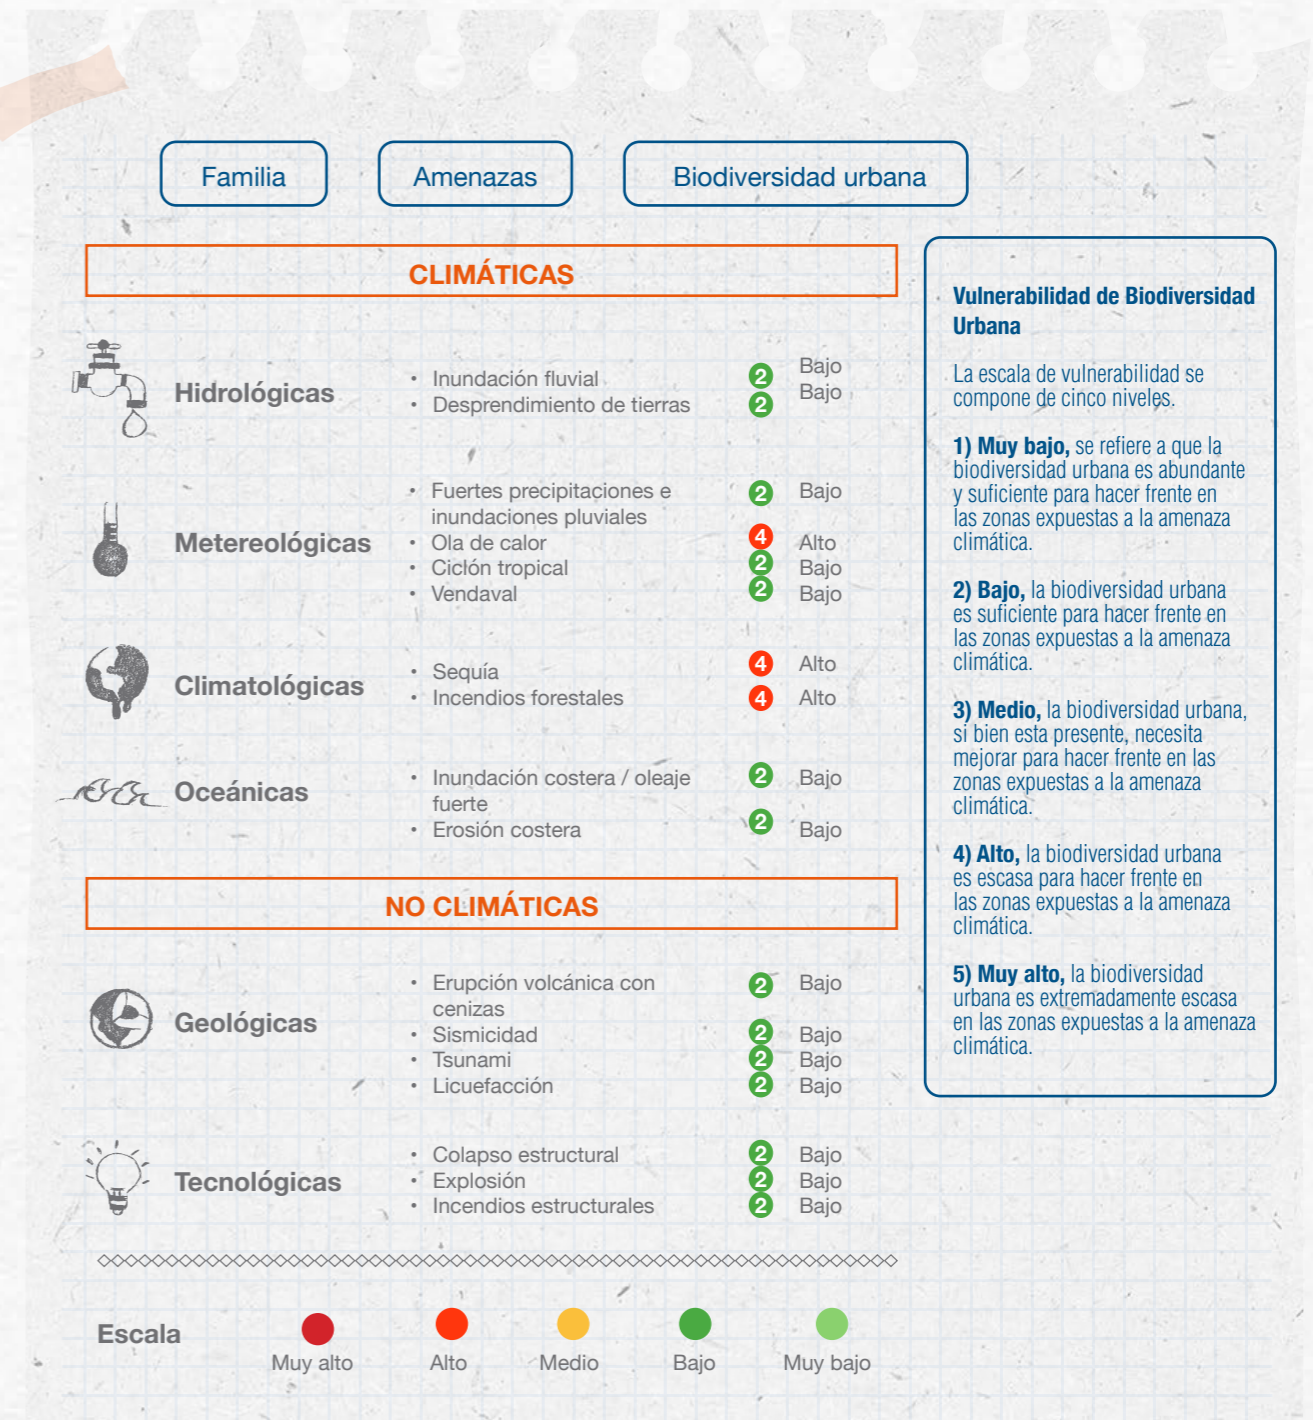 Familia
Amenazas
Biodiversidad urbana
CLIMÁTICAS
Hidrológicas
• Inundación fluvial 2 Bajo
• Desprendimiento de tierras 2 Bajo
Metereológicas
• Fuertes precipitaciones e 2 Bajo
inundaciones pluviales
• Ola de calor 4 Alto
• Ciclón tropical 2 Bajo
• Vendaval 2 Bajo
Climatológicas
• Sequía 4 Alto
• Incendios forestales 4 Alto
Oceánicas
• Inundación costera / oleaje 2 Bajo
fuerte
• Erosión costera 2 Bajo
NO CLIMÁTICAS
Geológicas
• Erupción volcánica con 2 Bajo
cenizas
• Sismicidad 2 Bajo
• Tsunami 2 Bajo
• Licuefacción 2 Bajo
Tecnológicas
• Colapso estructural 2 Bajo
• Explosión 2 Bajo
• Incendios estructurales 2 Bajo
Escala
Muy alto
Alto
Medio
Bajo
Muy bajo
Vulnerabilidad de Biodiversidad
Urbana
La escala de vulnerabilidad se
compone de cinco niveles.
1) Muy bajo, se refiere a que la
biodiversidad urbana es abundante
y suficiente para hacer frente en
las zonas expuestas a la amenaza
climática.
2) Bajo, la biodiversidad urbana
es suficiente para hacer frente en
las zonas expuestas a la amenaza
climática.
3) Medio, la biodiversidad urbana,
si bien esta presente, necesita
mejorar para hacer frente en las
zonas expuestas a la amenaza
climática.
4) Alto, la biodiversidad urbana
es escasa para hacer frente en
las zonas expuestas a la amenaza
climática.
5) Muy alto, la biodiversidad
urbana es extremadamente escasa
en las zonas expuestas a la amenaza
climática.